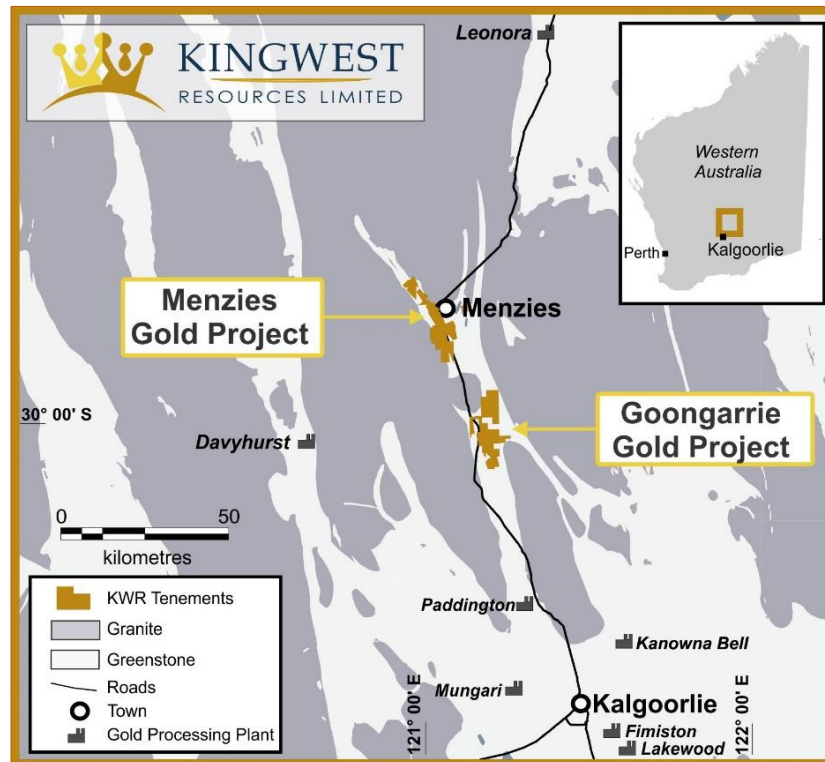 KINGWEST
RESOURCES LIMITED
Leonora
Western
Australia
Perth
Kalgoorlie
Menzies
Gold Project
Menzies
30° 00' S
Davyhurst
Goongarrie
Gold Project
0 50
kilometres
KWR Tenements
Granite
Greenstone
Roads
Town
Gold Processing Plant
Paddington
Kanowna Bell
Mungari
121° 00' E
Kalgoorlie
122° 00' E
Fimiston
Lakewood